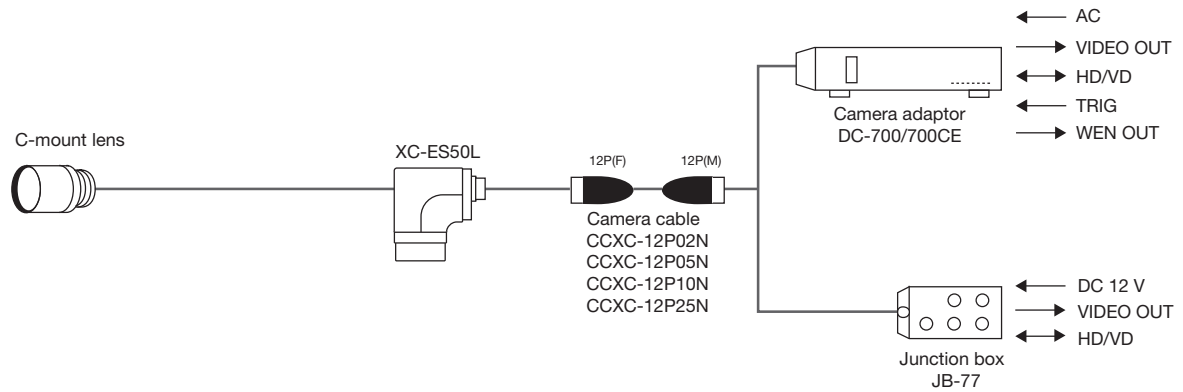 C-mount lens
XC-ES50L
12P(F)
12P(M)
Camera cable
CCXC-12P02N
CCXC-12P05N
CCXC-12P10N
CCXC-12P25N
Camera adaptor
DC-700/700CE
AC
VIDEO OUT
HD/VD
TRIG
WEN OUT
DC 12 V
VIDEO OUT
HD/VD
Junction box
JB-77